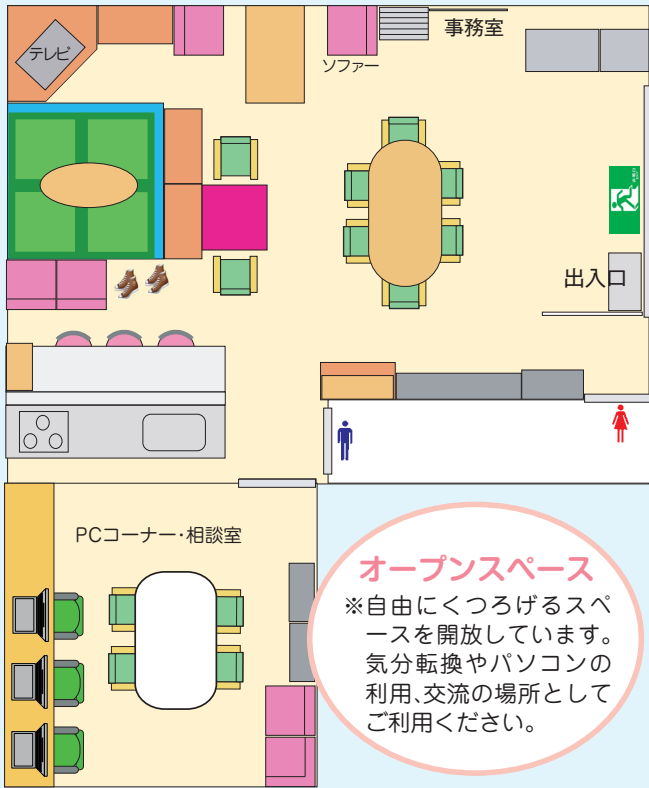 事務室
テレビ
ソファー
出入口
PCコーナー・相談室
オープンスペース
※自由にくつろげるスペ
ースを開放しています。
気分転換やパソコンの
利用、交流の場所として
ご利用ください。